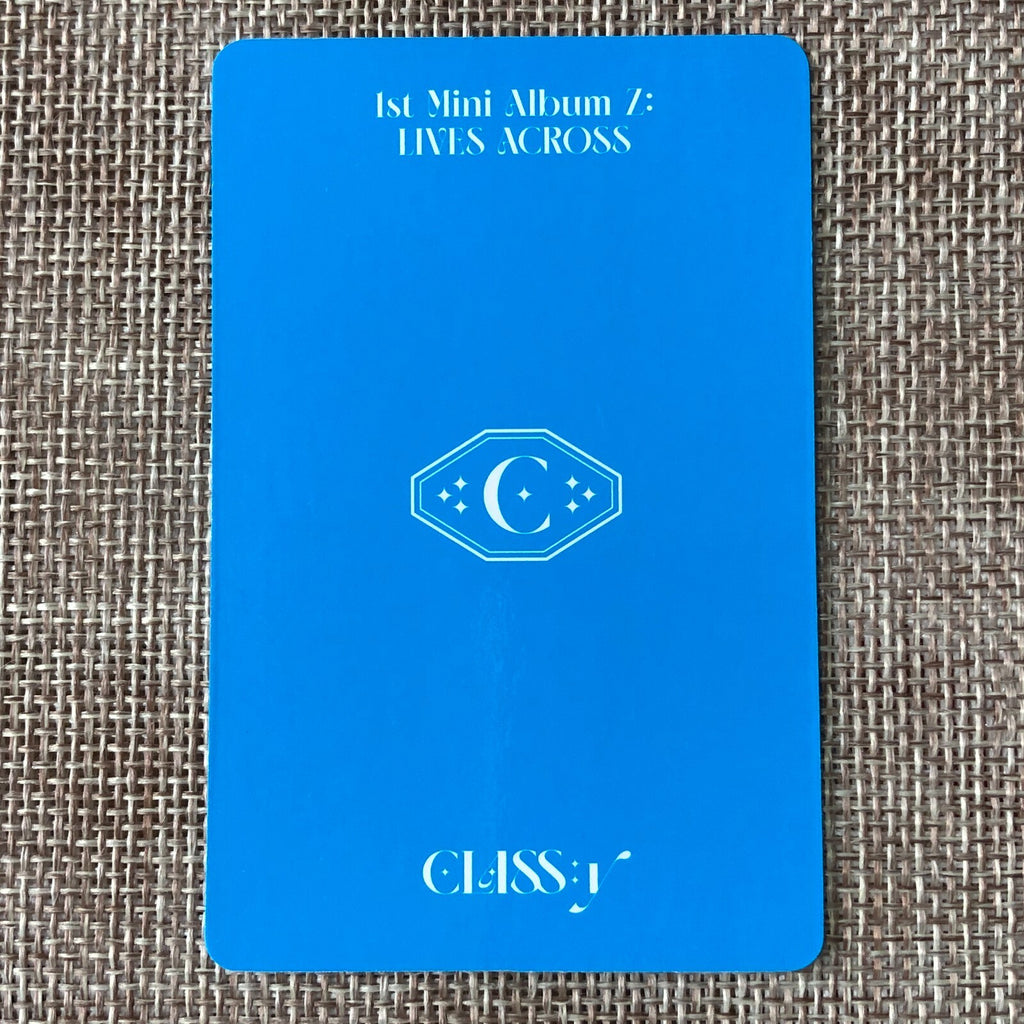 1st Mini Album Z:
LIVES ACROSS
C
CLASS:y